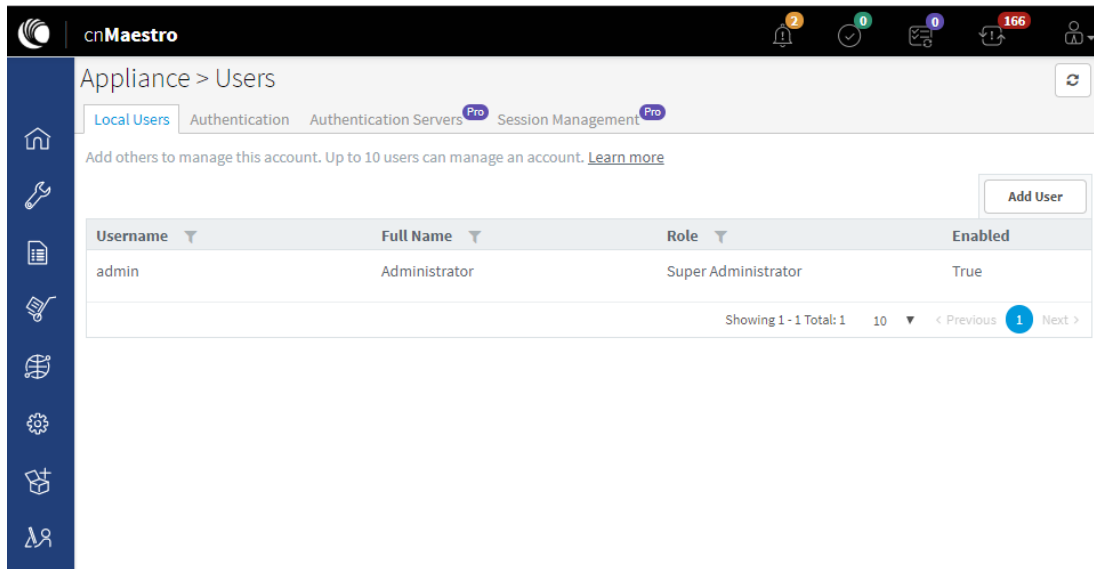 cnMaestro 2 0 0 166
Appliance > Users
Local Users Authentication Authentication Servers Pro Session Management Pro
Add others to manage this account. Up to 10 users can manage an account. Learn more
Add User
Username Full Name Role Enabled
admin Administrator Super Administrator True
Showing 1 - 1 Total: 1 10 ▼ < Previous 1 Next >